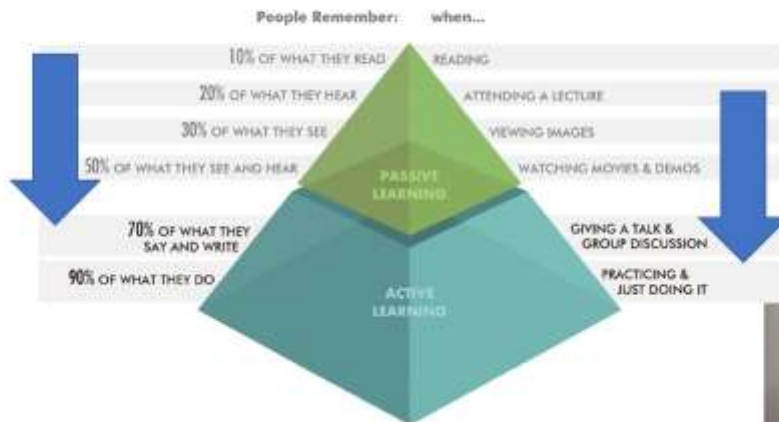 People Remember: when...
10% OF WHAT THEY READ READING
20% OF WHAT THEY HEAR ATTENDING A LECTURE
30% OF WHAT THEY SEE VIEWING IMAGES
50% OF WHAT THEY SEE AND HEAR WATCHING MOVIES & DEMOS
PASSIVE
LEARNING
70% OF WHAT THEY
SAY AND WRITE
GIVING A TALK &
GROUP DISCUSSION
90% OF WHAT THEY DO
PRACTICING &
JUST DOING IT
ACTIVE
LEARNING